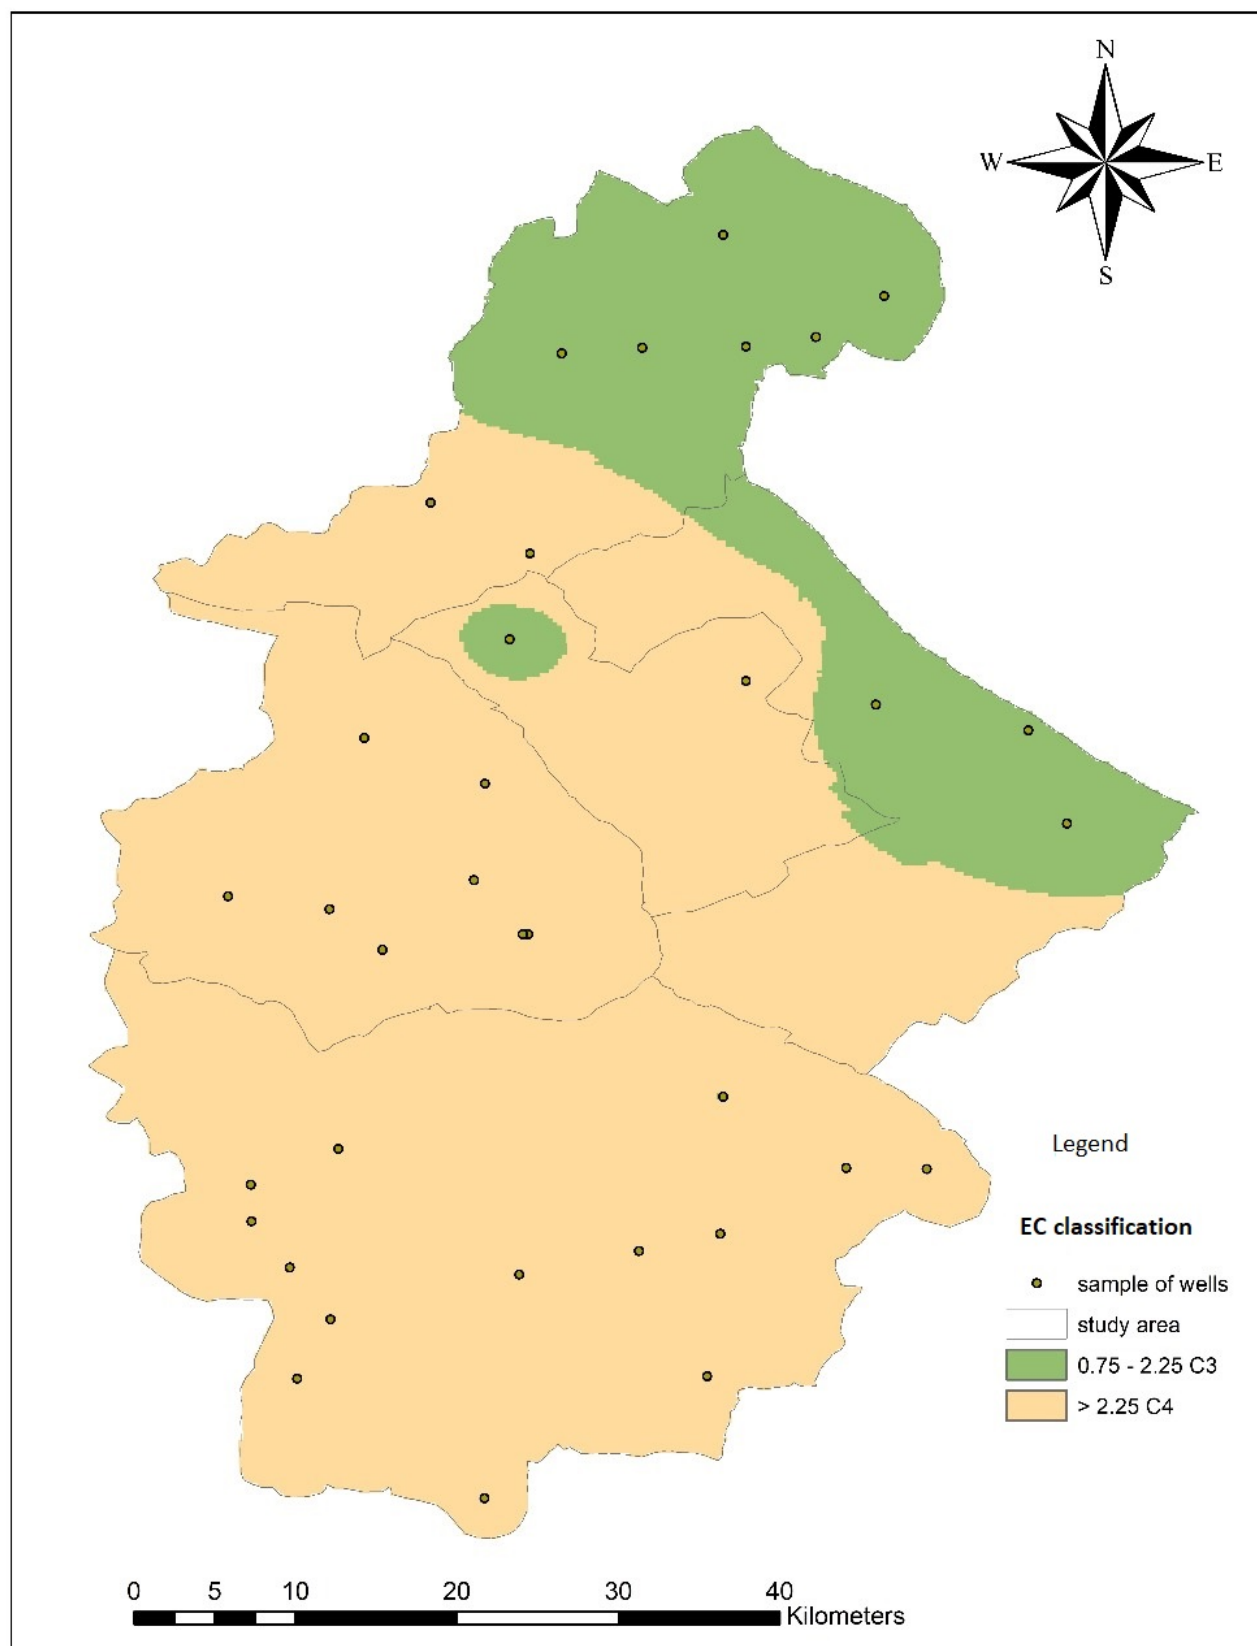 N
W E
S
Legend
EC classification
sample of wells
study area
0.75 - 2.25 C3
> 2.25 C4
0 5 10 20 30 40
Kilometers